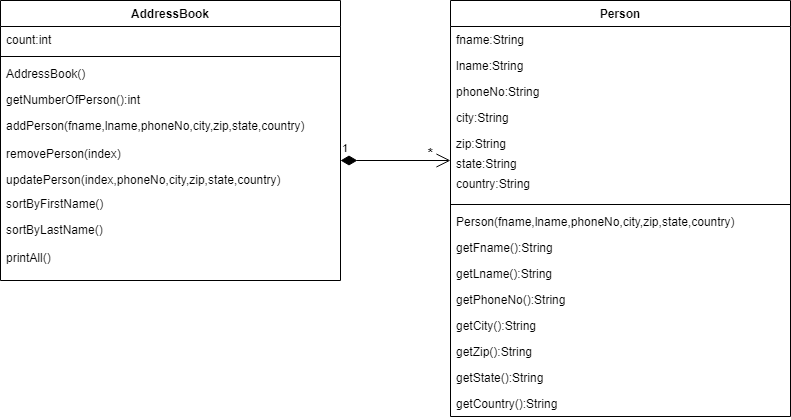 AddressBook
count:int
AddressBook()
getNumberOfPerson():int
addPerson(fname,lname,phoneNo,city,zip,state,country)
removePerson(index)
updatePerson(index,phoneNo,city,zip,state,country)
sortByFirstName()
sortByLastName()
printAll()
1
*
Person
fname:String
lname:String
phoneNo:String
city:String
zip:String
state:String
country:String
Person(fname,lname,phoneNo,city,zip,state,country)
getFname():String
getLname():String
getPhoneNo():String
getCity():String
getZip():String
getState():String
getCountry():String